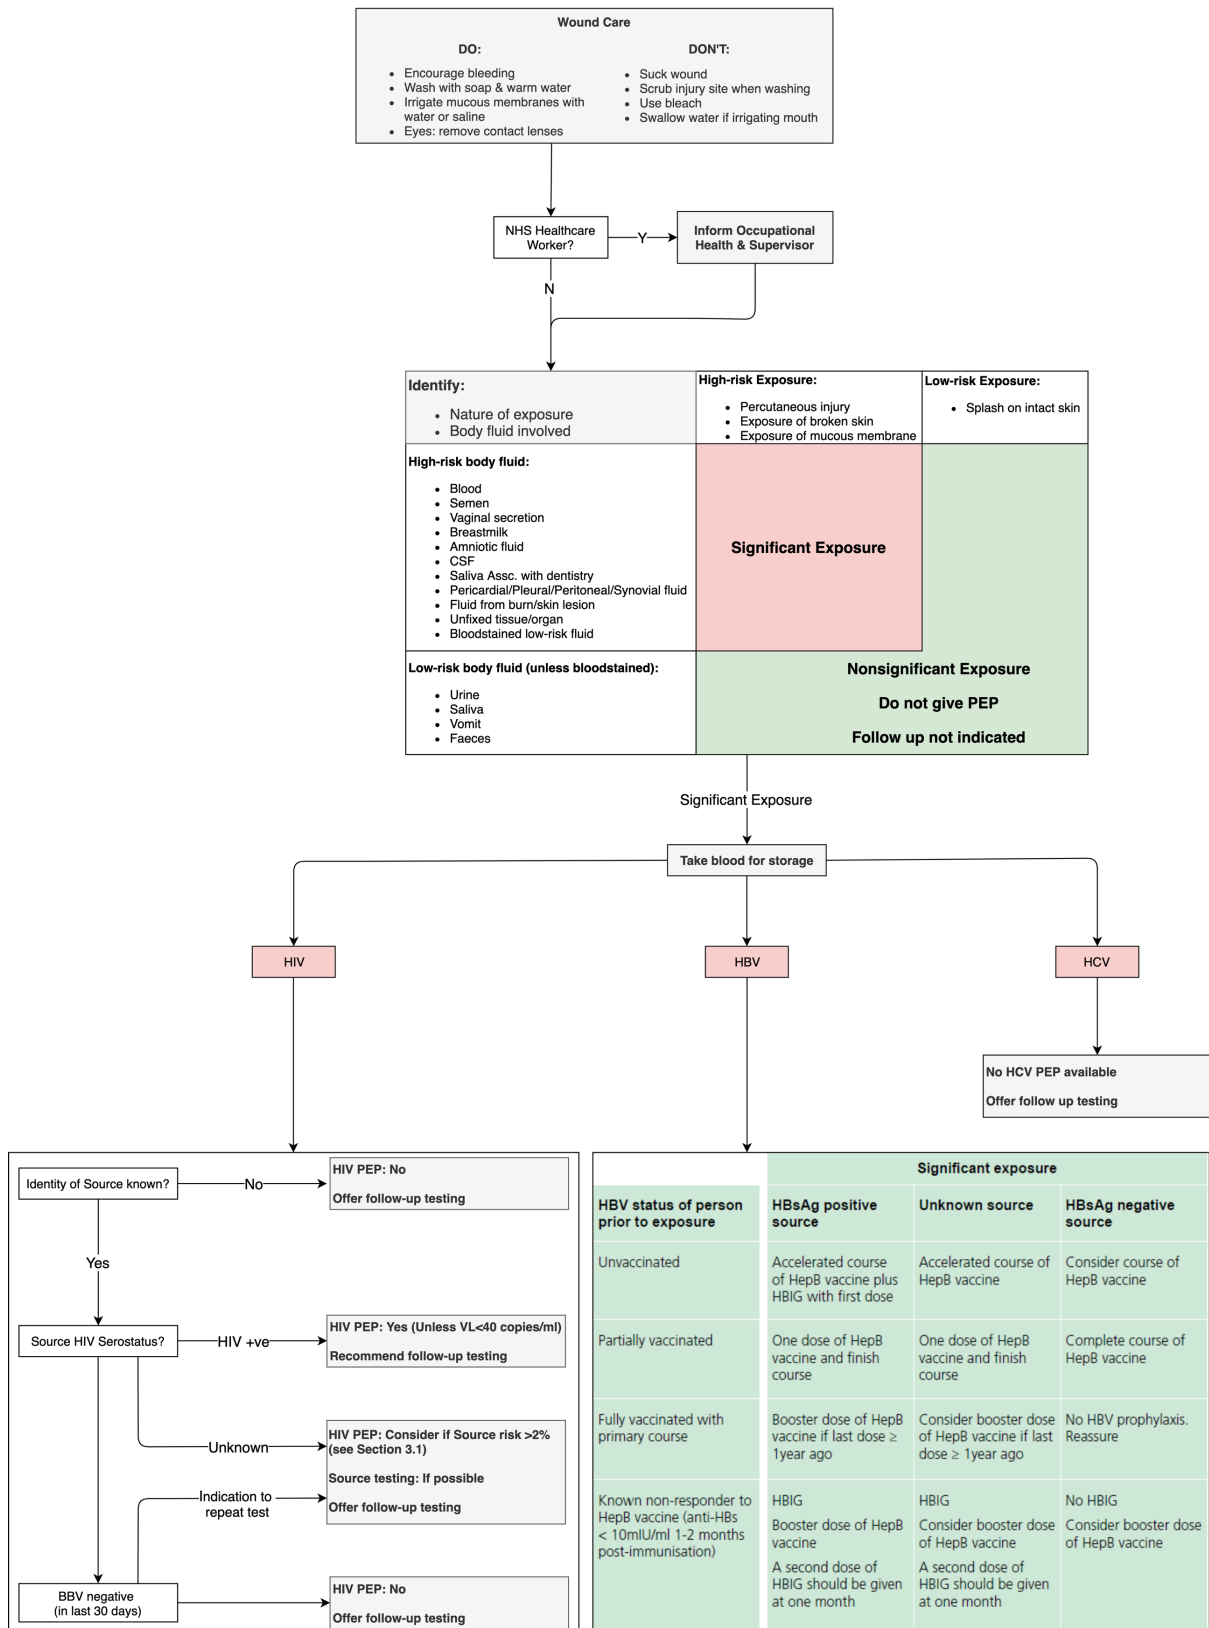 Wound Care
DO:
Encourage bleeding
Wash with soap & warm water
Irrigate mucous membranes with
water or saline
Eyes: remove contact lenses
DON'T:
Suck wound
Scrub injury site when washing
Use bleach
Swallow water if irrigating mouth
NHS Healthcare
Worker?
Y
Inform Occupational
Health & Supervisor
N
Identify:
Nature of exposure
Body fluid involved
High-risk Exposure:
Percutaneous injury
Exposure of broken skin
Exposure of mucous membrane
Low-risk Exposure:
Splash on intact skin
High-risk body fluid:
Blood
Semen
Vaginal secretion
Breastmilk
Amniotic fluid
CSF
Saliva Assc. with dentistry
Pericardial/Pleural/Peritoneal/Synovial fluid
Fluid from burn/skin lesion
Unfixed tissue/organ
Bloodstained low-risk fluid
Significant Exposure
Low-risk body fluid (unless bloodstained):
Urine
Saliva
Vomit
Faeces
Nonsignificant Exposure
Do not give PEP
Follow up not indicated
Significant Exposure
Take blood for storage
HIV
HBV
HCV
No HCV PEP available
Offer follow up testing
Identity of Source known?
No
HIV PEP: No
Offer follow-up testing
Yes
Source HIV Serostatus?
HIV +ve
HIV PEP: Yes (Unless VL<40 copies/ml)
Recommend follow-up testing
Unknown
HIV PEP: Consider if Source risk >2%
(see Section 3.1)
Source testing: If possible
Offer follow-up testing
Indication to
repeat test
BBV negative
(in last 30 days)
HIV PEP: No
Offer follow-up testing
Significant exposure
HBV status of person
prior to exposure
HBsAg positive
source
Unknown source
HBsAg negative
source
Unvaccinated
Accelerated course
of HepB vaccine plus
HBIG with first dose
Accelerated course of
HepB vaccine
Consider course of
HepB vaccine
Partially vaccinated
One dose of HepB
vaccine and finish
course
One dose of HepB
vaccine and finish
course
Complete course of
HepB vaccine
Fully vaccinated with
primary course
Booster dose of HepB
vaccine if last dose ≥
1year ago
Consider booster dose
of HepB vaccine if last
dose ≥ 1year ago
No HBV prophylaxis.
Reassure
Known non-responder to
HepB vaccine (anti-HBs
< 10mIU/ml 1-2 months
post-immunisation)
HBIG
Booster dose of HepB
vaccine
A second dose of
HBIG should be given
at one month
HBIG
Consider booster dose
of HepB vaccine
A second dose of
HBIG should be given
at one month
No HBIG
Consider booster dose
of HepB vaccine